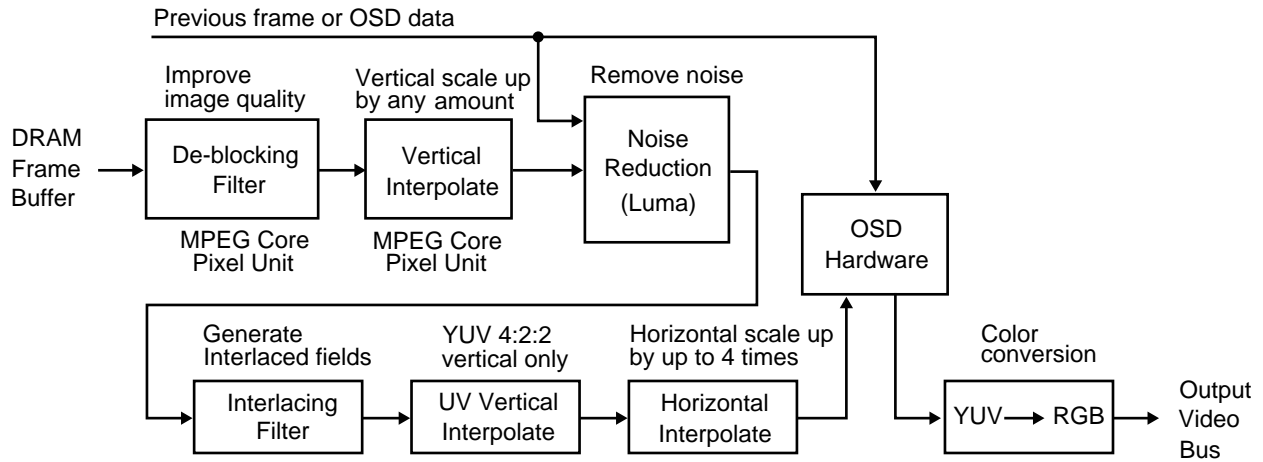 Previous frame or OSD data
Improve
image quality
Vertical scale up
by any amount
Remove noise
DRAM
Frame
Buffer
De-blocking
Filter
Vertical
Interpolate
Noise
Reduction
(Luma)
MPEG Core
Pixel Unit
MPEG Core
Pixel Unit
OSD
Hardware
Generate
Interlaced fields
YUV 4:2:2
vertical only
Horizontal scale up
by up to 4 times
Color
conversion
Interlacing
Filter
UV Vertical
Interpolate
Horizontal
Interpolate
YUV RGB
Output
Video
Bus